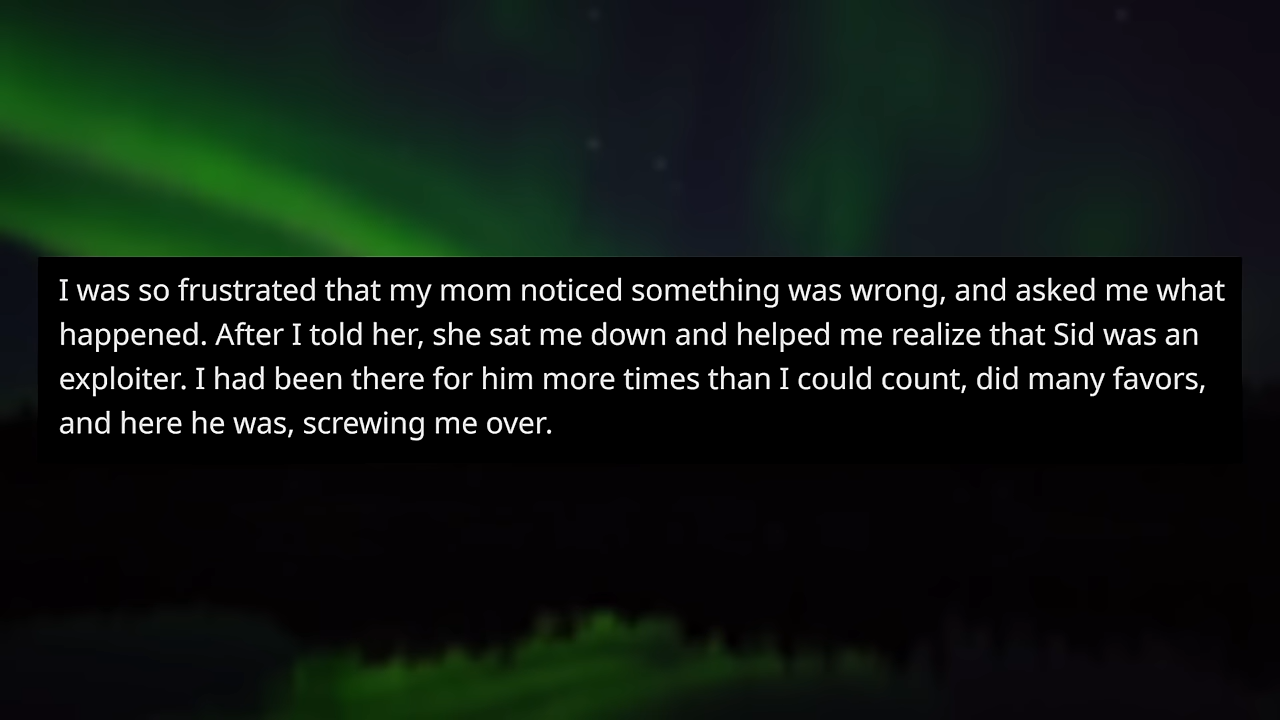 I was so frustrated that my mom noticed something was wrong, and asked me what
happened. After I told her, she sat me down and helped me realize that Sid was an
exploiter. I had been there for him more times than I could count, did many favors,
and here he was, screwing me over.